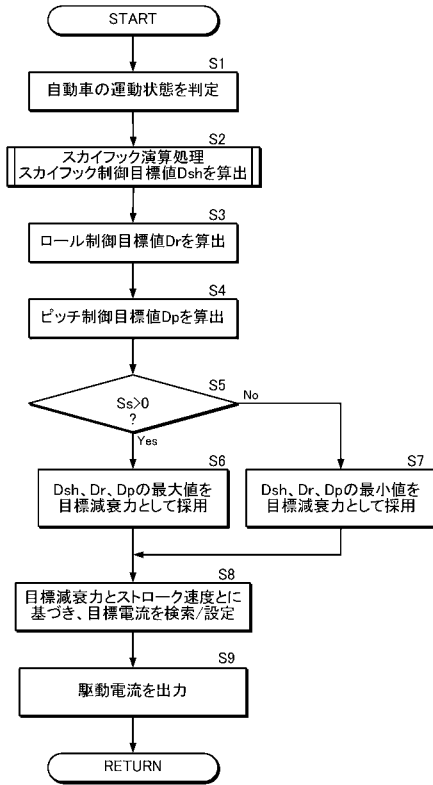 START
S1
自動車の運動状態を判定
S2
スカイフック演算処理
スカイフック制御目標値Dshを算出
S3
ロール制御目標値Drを算出
S4
ピッチ制御目標値Dpを算出
S5
Ss>0
?
No
Yes
S6
Dsh、Dr、Dpの最大値を
目標減衰力として採用
S7
Dsh、Dr、Dpの最小値を
目標減衰力として採用
S8
目標減衰力とストローク速度とに
基づき、目標電流を検索/設定
S9
駆動電流を出力
RETURN